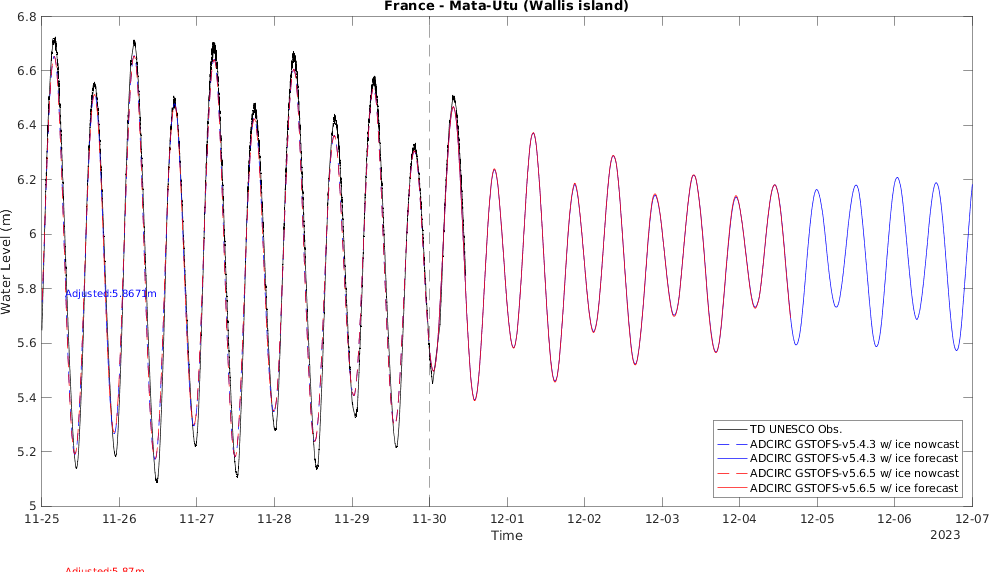 France - Mata-Utu (Wallis island)
6.8
6.6
6.4
6.2
6
5.8
5.6
5.4
5.2
5
Water Level (m)
Adjusted:5.8671m
TD UNESCO Obs.
ADCIRC GSTOFS-v5.4.3 w/ ice nowcast
ADCIRC GSTOFS-v5.4.3 w/ ice forecast
ADCIRC GSTOFS-v5.6.5 w/ ice nowcast
ADCIRC GSTOFS-v5.6.5 w/ ice forecast
11-25 11-26 11-27 11-28 11-29 11-30 12-01 12-02 12-03 12-04 12-05 12-06 12-07
Time
2023
Adjusted:5.87m